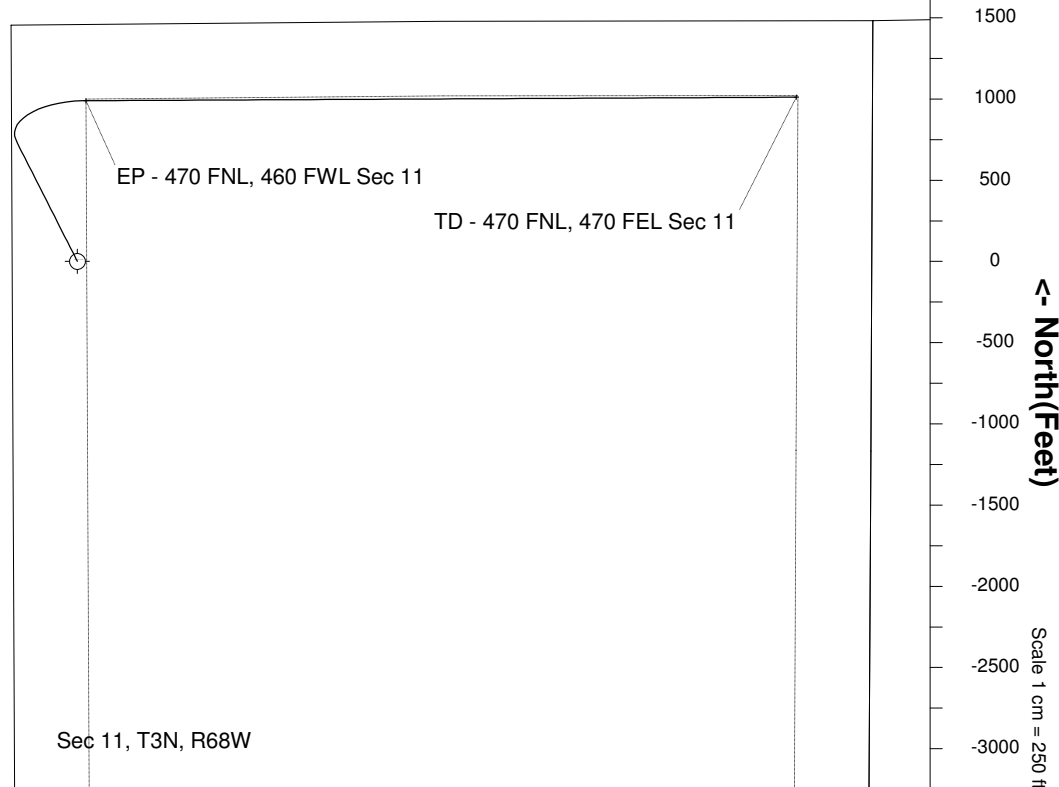 1500
1000
EP - 470 FNL, 460 FWL Sec 11
500
TD - 470 FNL, 470 FEL Sec 11
0
-500
-1000
-1500
-2000
-2500
-3000
<- North(Feet)
Scale 1 cm = 250 ft
Sec 11, T3N, R68W